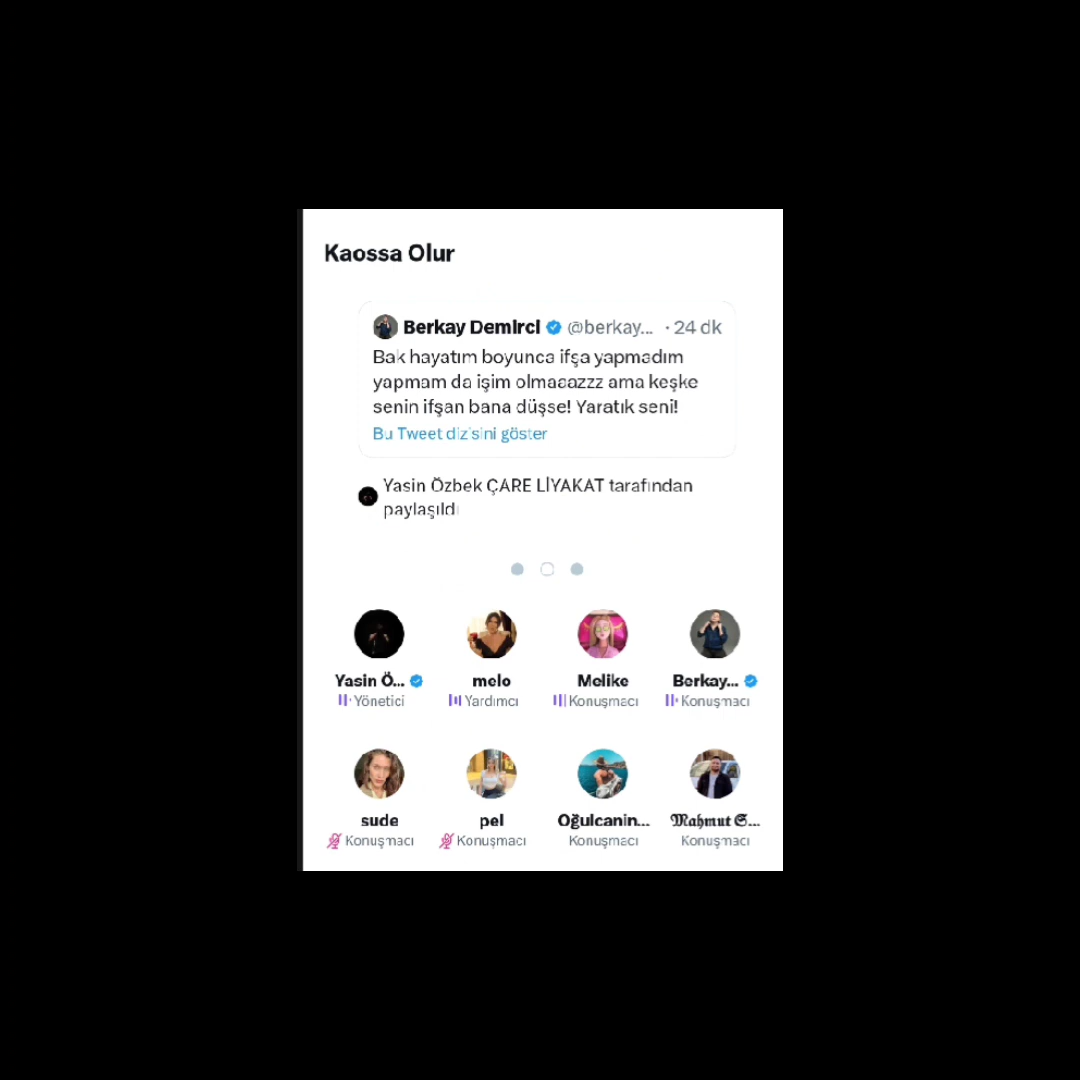 Kaossa Olur
Berkay Demirci @berkay... · 24 dk
Bak hayatım boyunca ifşa yapmadım
yapmam da işim olmaaazzz ama keşke
senin ifşan bana düşse! Yaratık seni!
Bu Tweet dizisini göster
Yasin Özbek ÇARE LİYAKAT tarafından
paylaşıldı
Yasin Ö... melo Melike Berkay...
Yönetici Yardımcı Konuşmacı Konuşmacı
sude pel Oğulcanin... 𝕸𝖆𝖍𝖒𝖚𝖙 𝕾...
Konuşmacı Konuşmacı Konuşmacı Konuşmacı